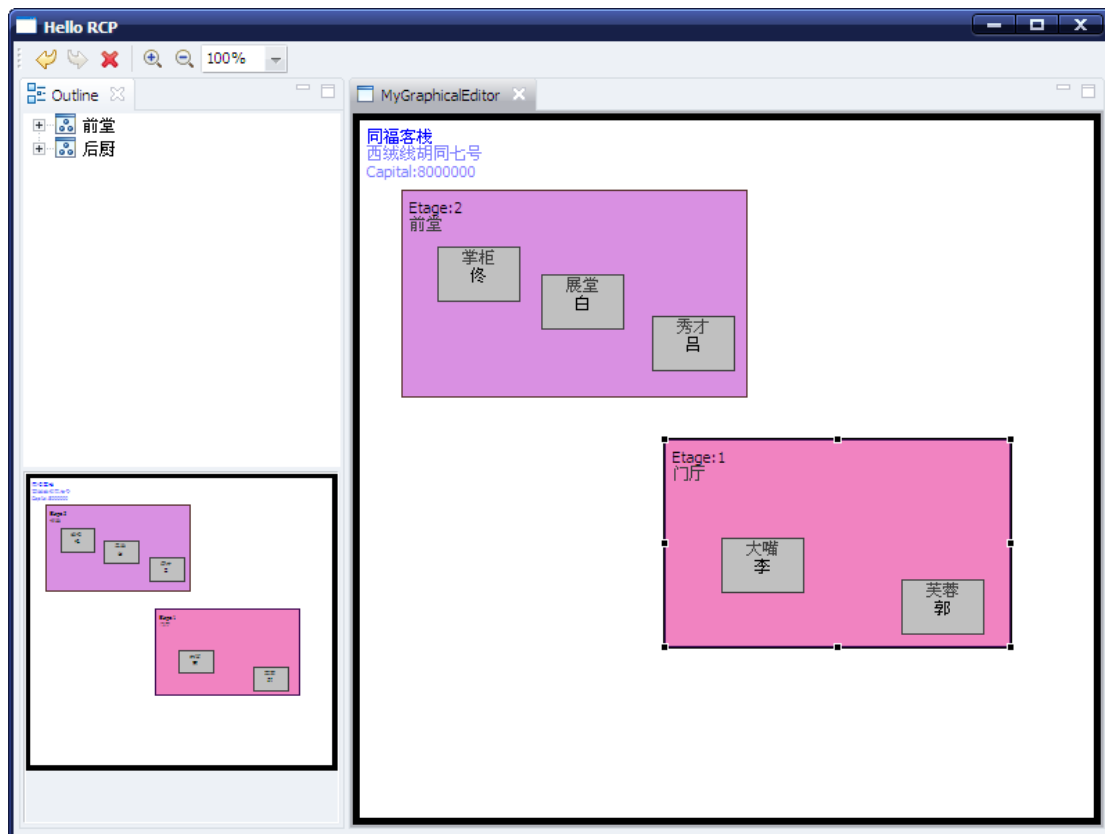 Hello RCP
100%
Outline
前堂
后厨
MyGraphicalEditor
同福客栈
西绒线胡同七号
Capital:8000000
Etage:2
前堂
掌柜
佟
展堂
白
秀才
吕
Etage:1
门厅
大嘴
李
芙蓉
郭